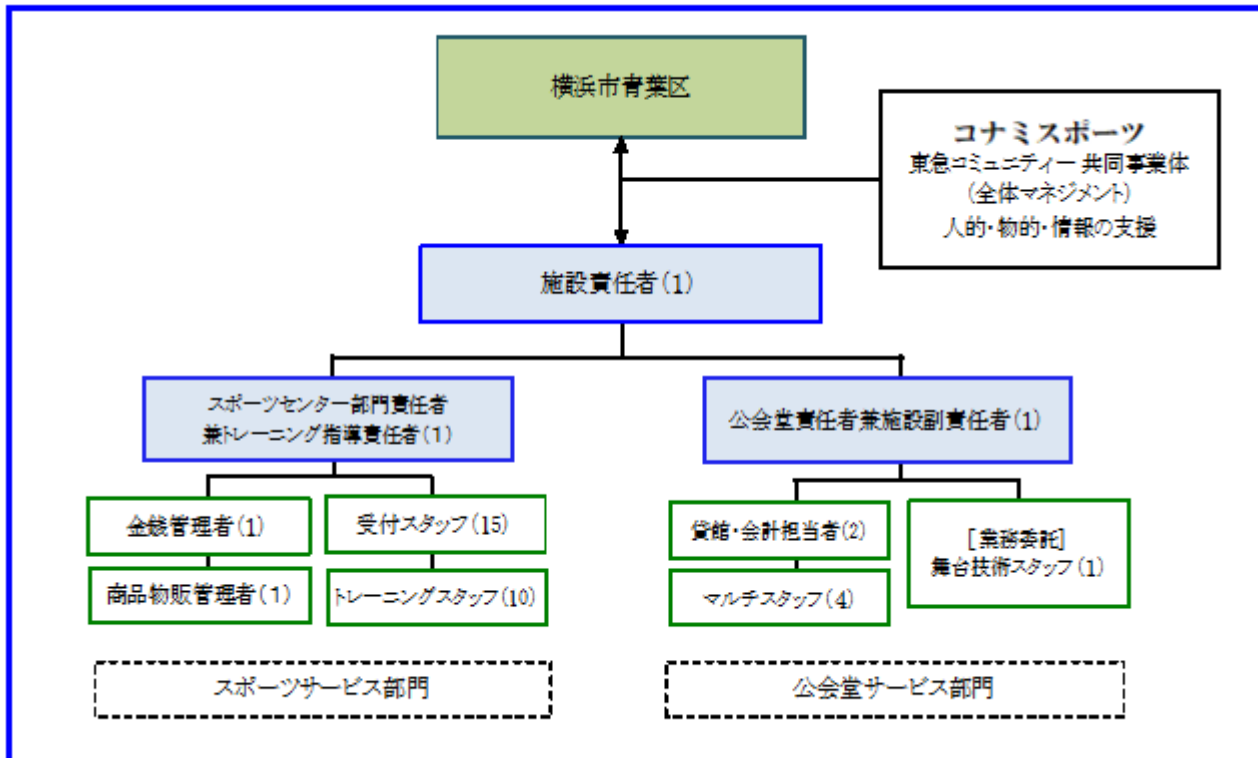 横浜市青葉区
コナミスポーツ
東急コミュニティー 共同事業体
(全体マネジメント)
人的・物的・情報の支援
施設責任者(1)
スポーツセンター部門責任者
兼トレーニング指導責任者(1)
公会堂責任者兼施設副責任者(1)
金銭管理者(1)
受付スタッフ(15)
商品物販管理者(1)
トレーニングスタッフ(10)
貸館・会計担当者(2)
マルチスタッフ(4)
[業務委託]
舞台技術スタッフ(1)
スポーツサービス部門
公会堂サービス部門